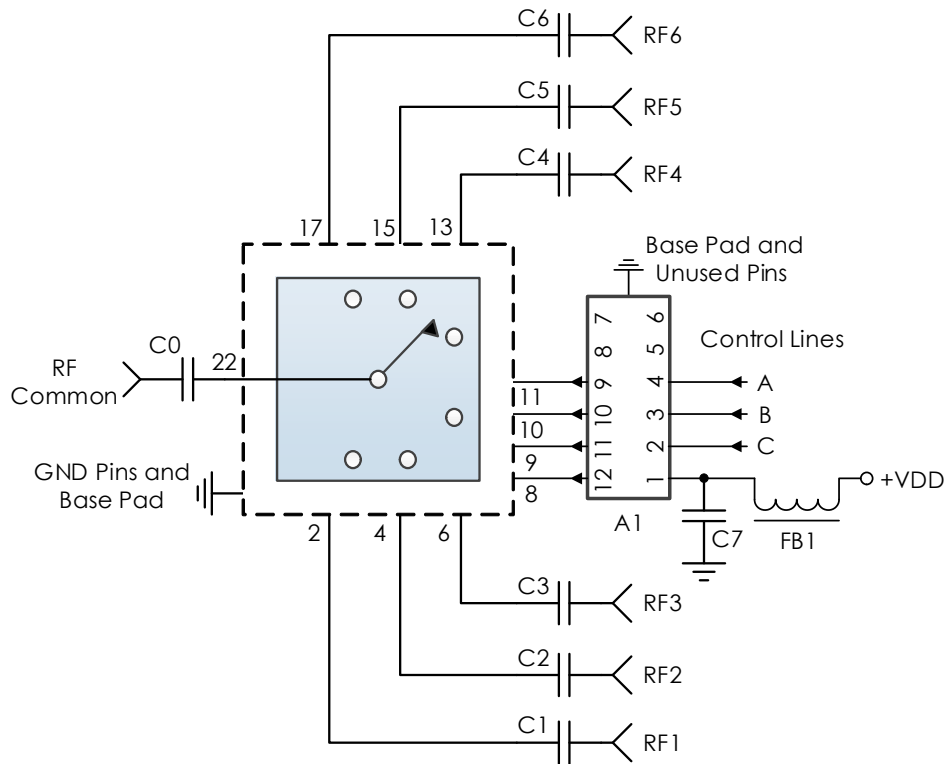 C6
RF6
C5
RF5
C4
RF4
17
15
13
Base Pad and
Unused Pins
C0
22
RF
Common
7
6
8
5
Control Lines
9
4
A
11
10
3
B
10
11
2
C
9
12
1
+VDD
8
GND Pins and
Base Pad
A1
C7
FB1
2
4
6
C3
RF3
C2
RF2
C1
RF1